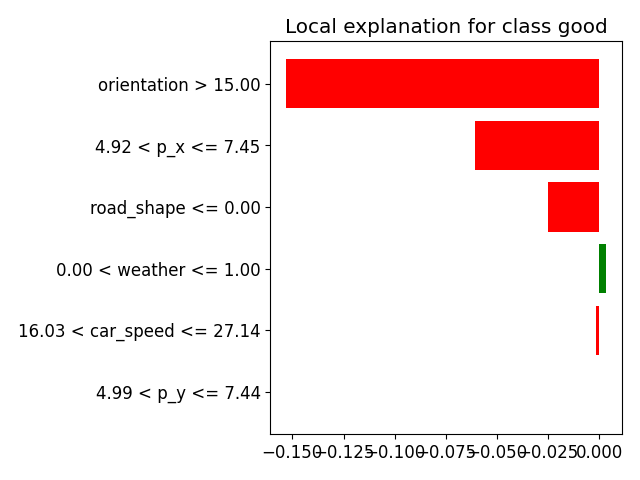 Local explanation for class good
orientation > 15.00
4.92 < p_x <= 7.45
road_shape <= 0.00
0.00 < weather <= 1.00
16.03 < car_speed <= 27.14
4.99 < p_y <= 7.44
−0.150 −0.125 −0.100 −0.075 −0.050 −0.025 0.000